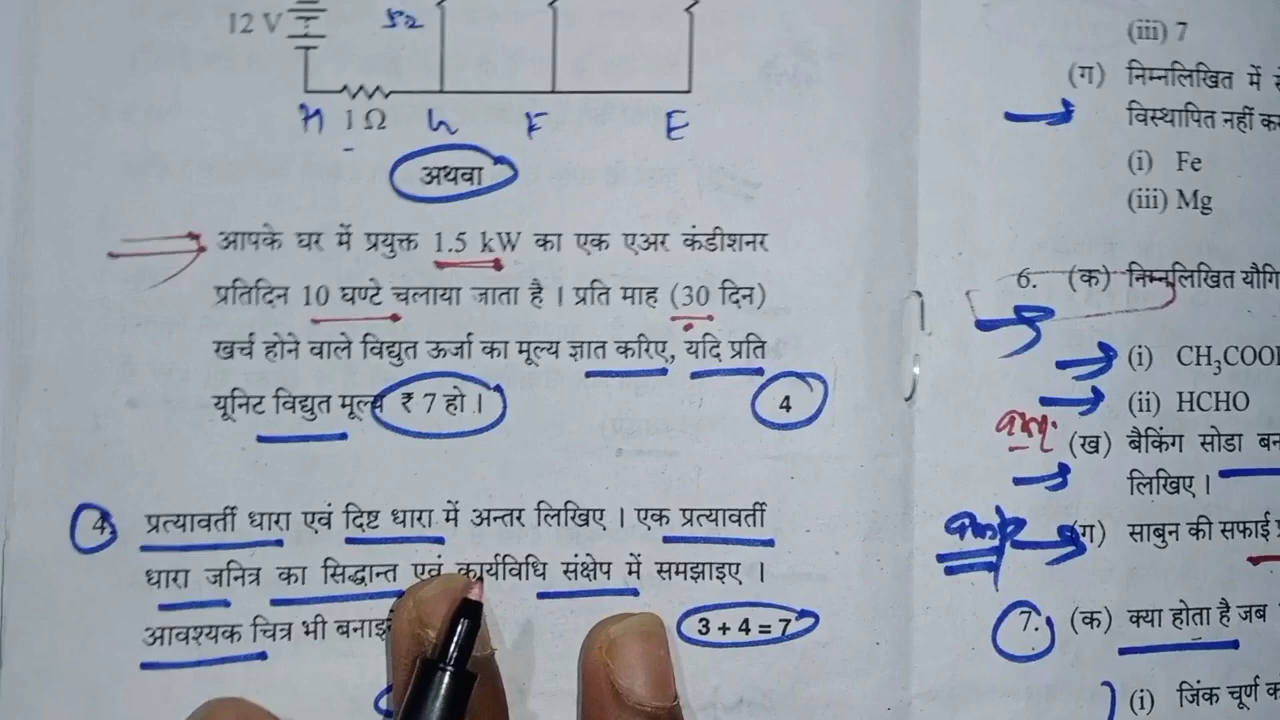 12 V
5Ω
H 1 Ω G F E
अथवा
आपके घर में प्रयुक्त 1.5 kW का एक एअर कंडीशनर
प्रतिदिन 10 घण्टे चलाया जाता है । प्रति माह (30 दिन)
खर्च होने वाले विद्युत ऊर्जा का मूल्य ज्ञात करिए, यदि प्रति
यूनिट विद्युत मूल्य ₹ 7 हो ।
4
4. प्रत्यावर्ती धारा एवं दिष्ट धारा में अन्तर लिखिए । एक प्रत्यावर्ती
धारा जनित्र का सिद्धान्त एवं कार्यविधि संक्षेप में समझाइए ।
आवश्यक चित्र भी
3 + 4 = 7
(iii) 7
(ग) निम्नलिखित में
विस्थापित नहीं
(i) Fe
(iii) Mg
6. (क) निम्नलिखित
(i) CH₃COO
(ii) HCHO
(ख) बैकिंग सोडा
लिखिए ।
(ग) साबुन की सफाई
7. (क) क्या होता है जब
(i) जिंक चूर्ण